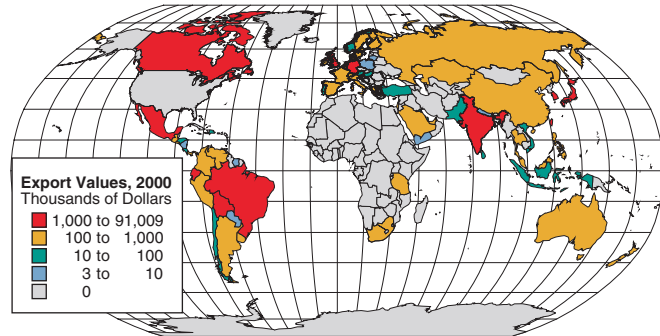 Export Values, 2000
Thousands of Dollars
1,000 to 91,009
100 to 1,000
10 to 100
3 to 10
0